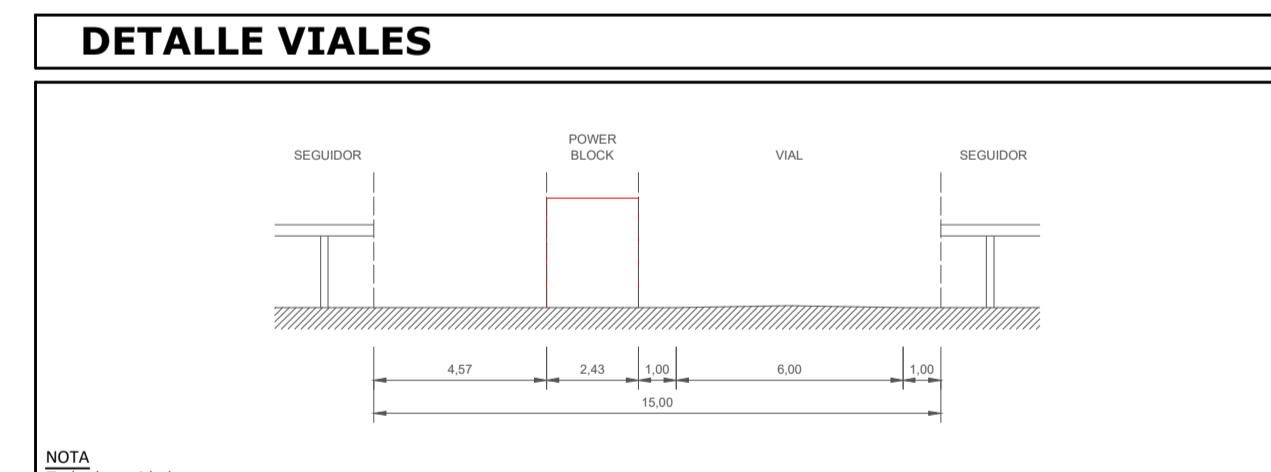 DETALLE VIALES
SEGUIDOR
POWER
BLOCK
VIAL
SEGUIDOR
4,57
2,43
1,00
6,00
1,00
15,00
NOTA